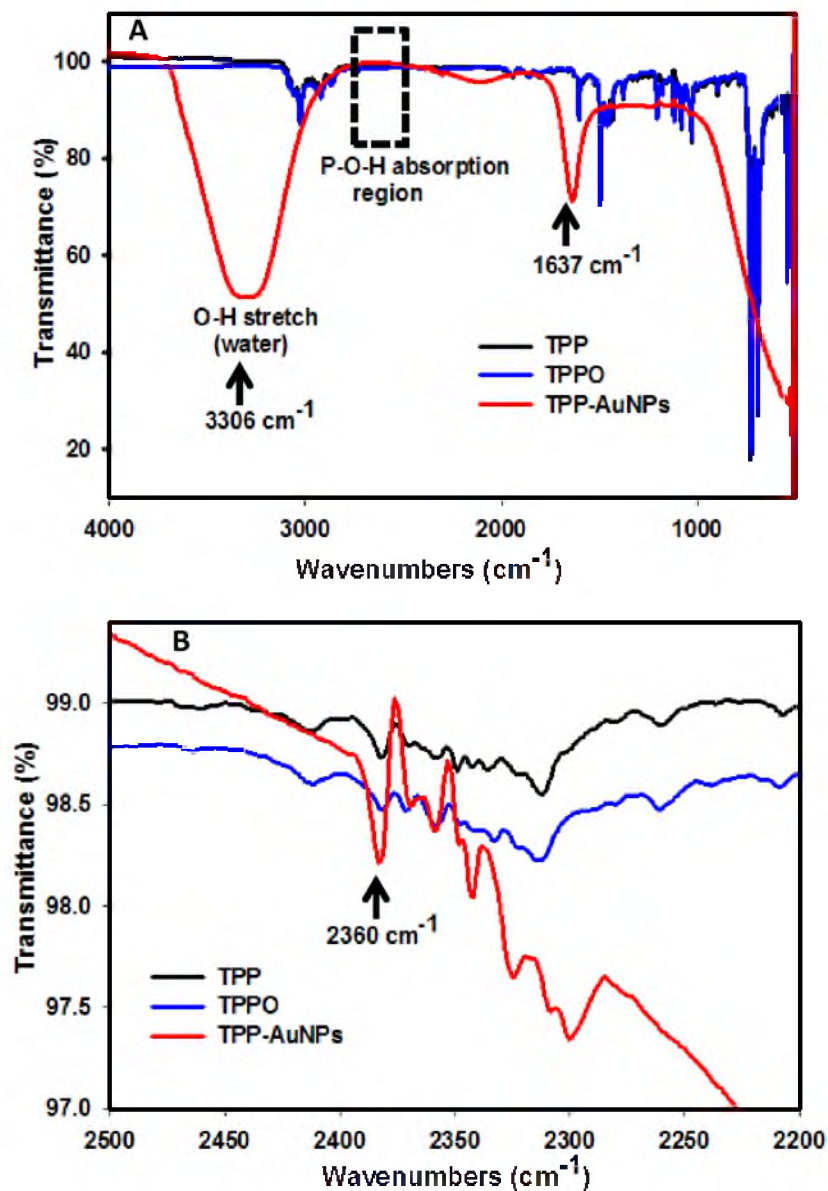 A
100
80
60
40
20
Transmittance (%)
P-O-H absorption
region
1637 cm-1
O-H stretch
(water)
3306 cm-1
TPP
TPPO
TPP-AuNPs
4000
3000
2000
1000
Wavenumbers (cm-1)
B
99.0
98.5
98.0
97.5
97.0
Transmittance (%)
2360 cm-1
TPP
TPPO
TPP-AuNPs
2500
2450
2400
2350
2300
2250
2200
Wavenumbers (cm-1)